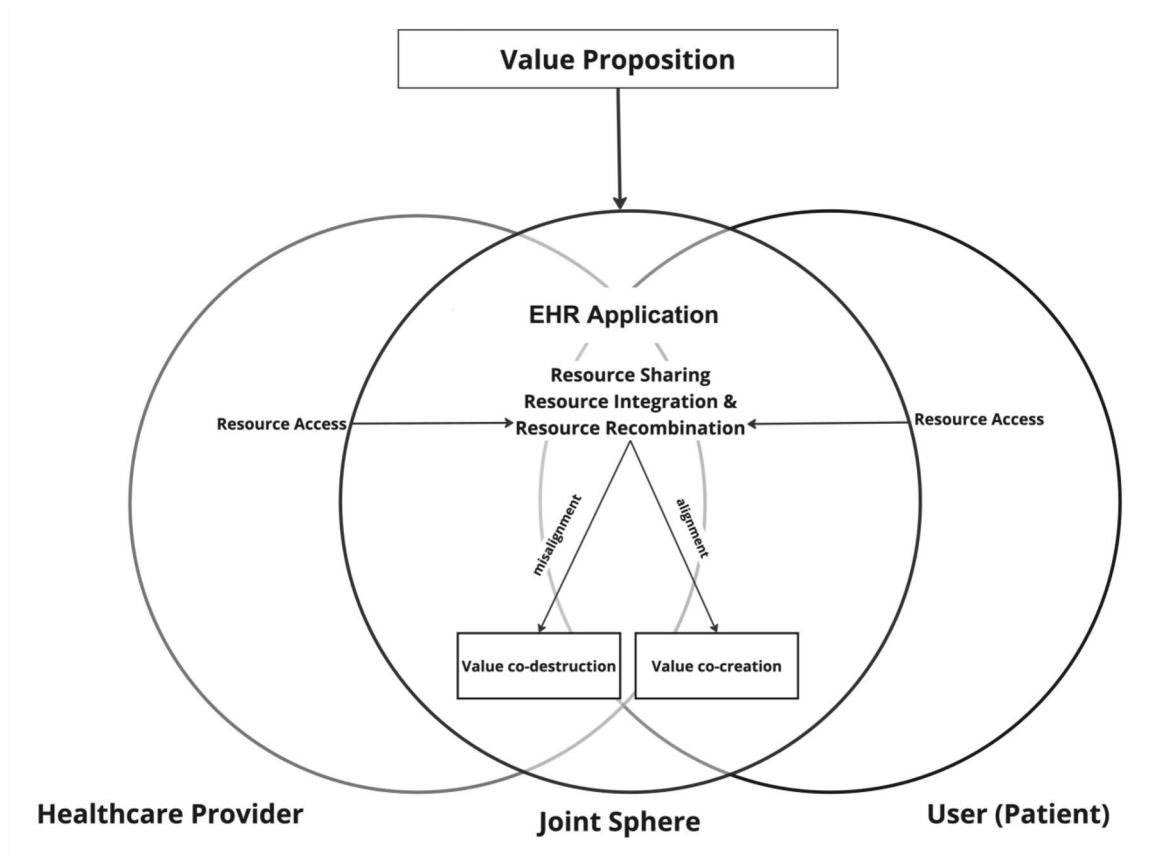 Value Proposition
EHR Application
Resource Sharing
Resource Integration &
Resource Recombination
Resource Access
Resource Access
misalignment
alignment
Value co-destruction
Value co-creation
Healthcare Provider
Joint Sphere
User (Patient)